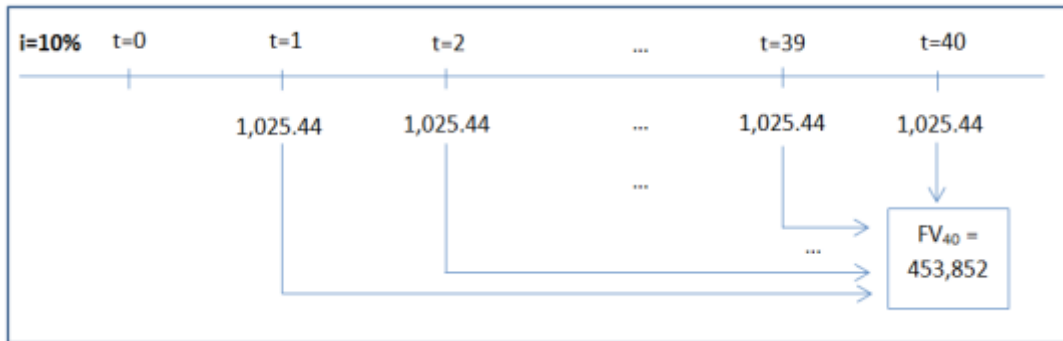 i=10% t=0 t=1 t=2 ... t=39 t=40
1,025.44 1,025.44 ... 1,025.44 1,025.44
...
FV₄₀ =
...
453,852